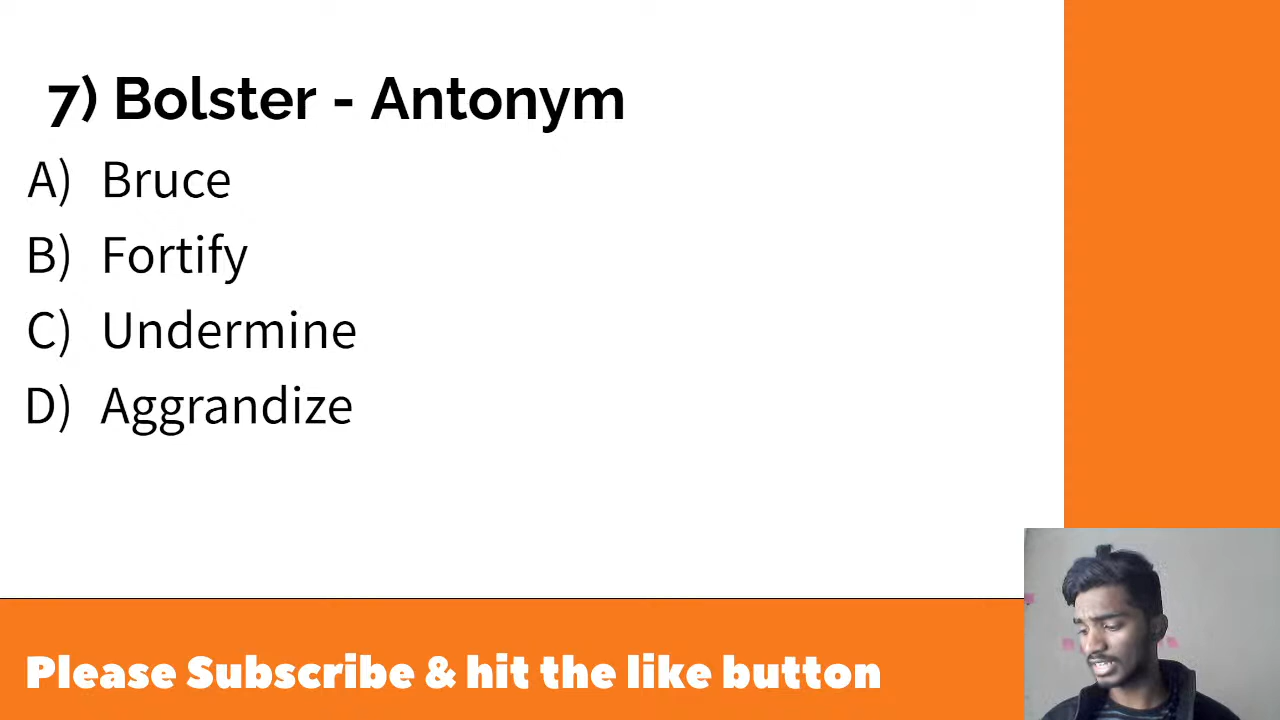 7) Bolster - Antonym
A) Bruce
B) Fortify
C) Undermine
D) Aggrandize
Please Subscribe & hit the like button